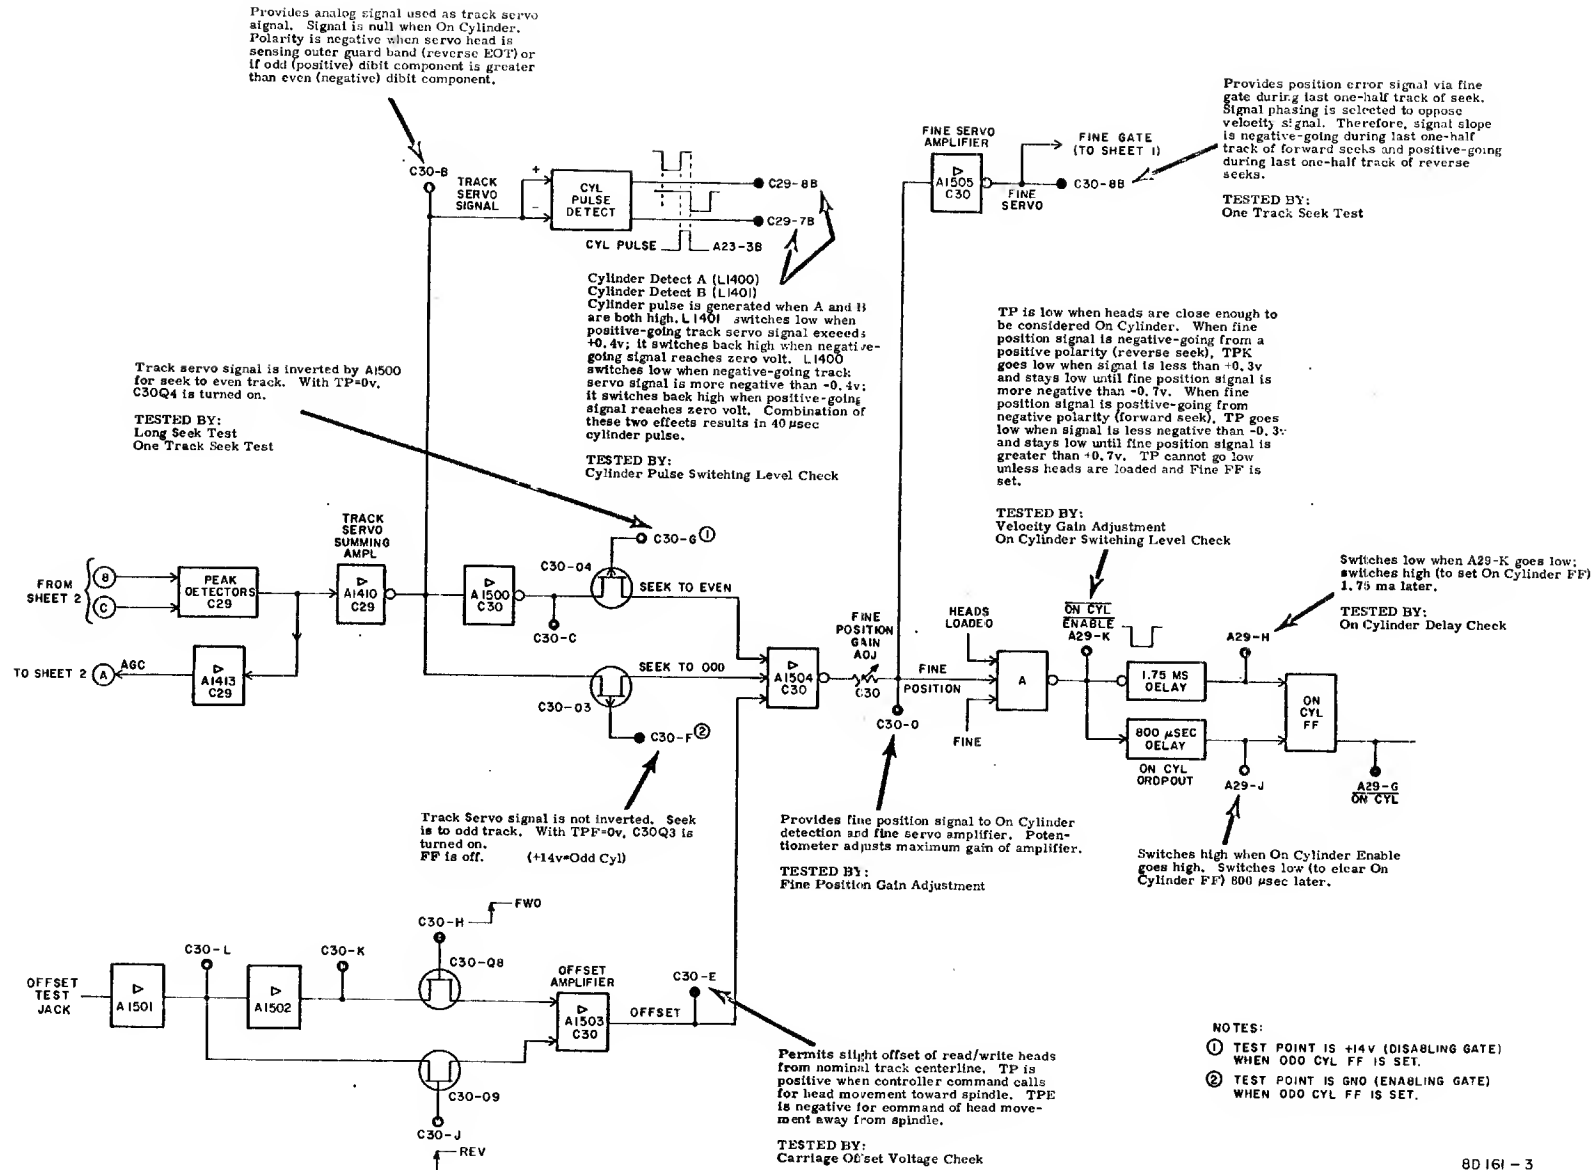 Provides analog signal used as track servo
signal. Signal is null when On Cylinder.
Polarity is negative when servo head is
sensing outer guard band (reverse EOT) or
if odd (positive) dibit component is greater
than even (negative) dibit component.
C30-B
TRACK
SERVO
SIGNAL
+
-
CYL
PULSE
DETECT
C29-8B
C29-7B
CYL PULSE
A23-3B
FINE SERVO
AMPLIFIER
A1505
C30
FINE GATE
(TO SHEET 1)
C30-8B
FINE
SERVO
Provides position error signal via fine
gate during last one-half track of seek.
Signal phasing is selected to oppose
velocity signal. Therefore, signal slope
is negative-going during last one-half
track of forward seeks and positive-going
during last one-half track of reverse
seeks.
TESTED BY:
One Track Seek Test
Cylinder Detect A (L1400)
Cylinder Detect B (L1401)
Cylinder pulse is generated when A and B
are both high. L1401 switches low when
positive-going track servo signal exceeds
+0.4v; it switches back high when negative-
going signal reaches zero volt. L1400
switches low when negative-going track
servo signal is more negative than -0.4v;
it switches back high when positive-going
signal reaches zero volt. Combination of
these two effects results in 40 µsec
cylinder pulse.
TESTED BY:
Cylinder Pulse Switching Level Check
Track servo signal is inverted by A1500
for seek to even track. With TP=0v,
C30Q4 is turned on.
TESTED BY:
Long Seek Test
One Track Seek Test
TP is low when heads are close enough to
be considered On Cylinder. When fine
position signal is negative-going from a
positive polarity (reverse seek), TPK
goes low when signal is less than +0.3v
and stays low until fine position signal is
more negative than -0.7v. When fine
position signal is positive-going from
negative polarity (forward seek), TP goes
low when signal is less negative than -0.3v
and stays low until fine position signal is
greater than +0.7v. TP cannot go low
unless heads are loaded and Fine FF is
set.
TESTED BY:
Velocity Gain Adjustment
On Cylinder Switching Level Check
FROM
SHEET 2
B
C
PEAK
DETECTORS
C29
TRACK
SERVO
SUMMING
AMPL
A1410
C29
A1500
C30
C30-C
C30-04
C30-G ①
SEEK TO EVEN
TO SHEET 2
A
AGC
A1413
C29
C30-03
SEEK TO ODD
C30-F ②
A1504
C30
FINE
POSITION
GAIN
ADJ
C30
FINE
POSITION
C30-D
HEADS
LOADED
FINE
A
ON CYL
ENABLE
A29-K
1.75 MS
DELAY
800 µSEC
DELAY
ON CYL
DRPPOUT
A29-H
A29-J
ON
CYL
FF
A29-G
ON CYL
Switches low when A29-K goes low;
switches high (to set On Cylinder FF)
1.75 ms later.
TESTED BY:
On Cylinder Delay Check
Track Servo signal is not inverted. Seek
is to odd track. With TPF=0v, C30Q3 is
turned on.
FF is off. (+14v=Odd Cyl)
Provides fine position signal to On Cylinder
detection and fine servo amplifier. Poten-
tiometer adjusts maximum gain of amplifier.
TESTED BY:
Fine Position Gain Adjustment
Switches high when On Cylinder Enable
goes high. Switches low (to clear On
Cylinder FF) 800 µsec later.
OFFSET
TEST
JACK
A1501
C30-L
A1502
C30-K
C30-H
FWD
C30-Q8
OFFSET
AMPLIFIER
A1503
C30
OFFSET
C30-E
C30-09
C30-J
REV
Permits slight offset of read/write heads
from nominal track centerline. TP is
positive when controller command calls
for head movement toward spindle. TPE
is negative for command of head move-
ment away from spindle.
TESTED BY:
Carriage Offset Voltage Check
NOTES:
① TEST POINT IS +14V (DISABLING GATE)
WHEN ODD CYL FF IS SET.
② TEST POINT IS GND (ENABLING GATE)
WHEN ODD CYL FF IS SET.
8D161-3